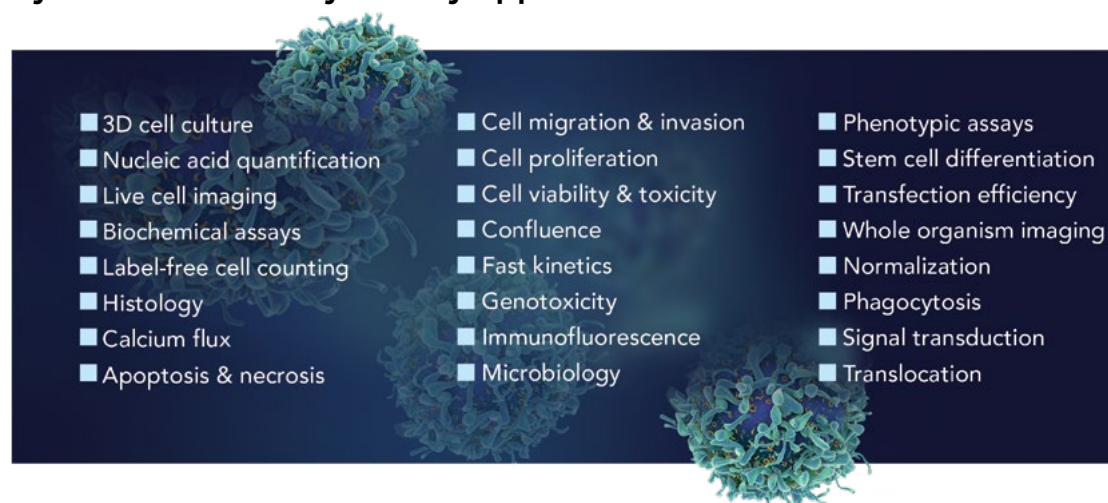 3D cell culture
Nucleic acid quantification
Live cell imaging
Biochemical assays
Label-free cell counting
Histology
Calcium flux
Apoptosis & necrosis
Cell migration & invasion
Cell proliferation
Cell viability & toxicity
Confluence
Fast kinetics
Genotoxicity
Immunofluorescence
Microbiology
Phenotypic assays
Stem cell differentiation
Transfection efficiency
Whole organism imaging
Normalization
Phagocytosis
Signal transduction
Translocation